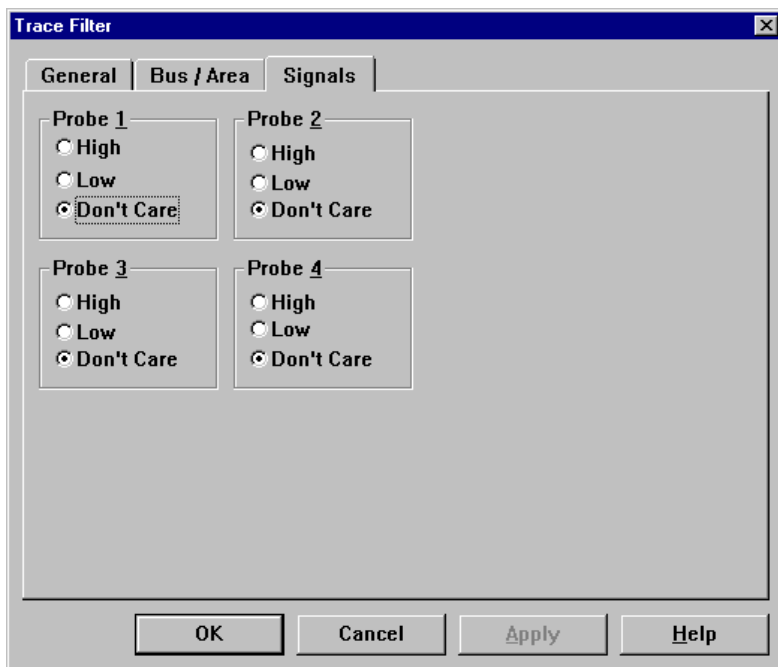 Trace Filter
General
Bus / Area
Signals
Probe 1
High
Low
Don't Care
Probe 2
High
Low
Don't Care
Probe 3
High
Low
Don't Care
Probe 4
High
Low
Don't Care
OK
Cancel
Apply
Help